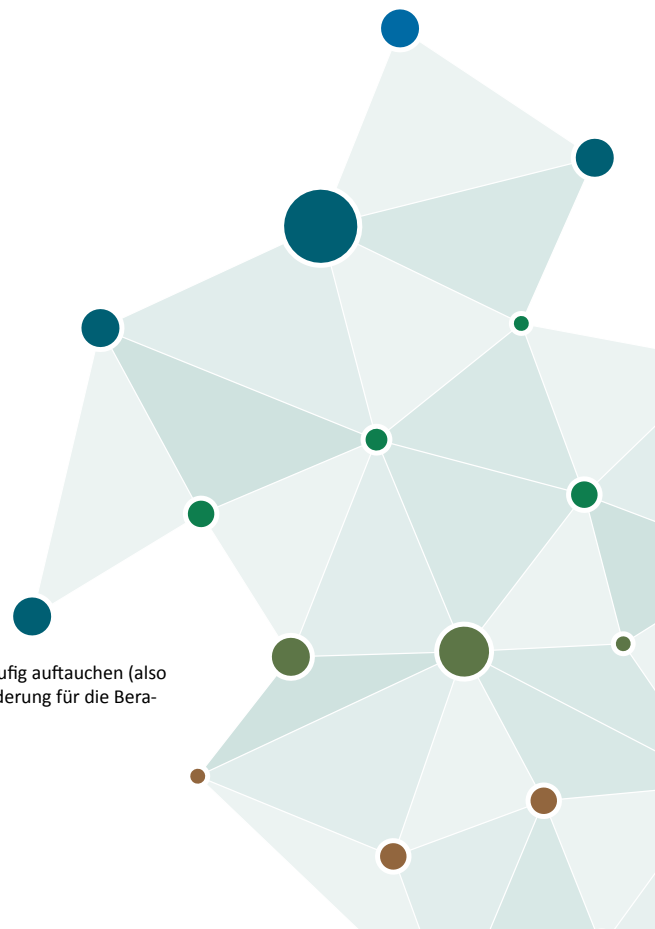 ufig auftauchen (also
derung für die Bera-